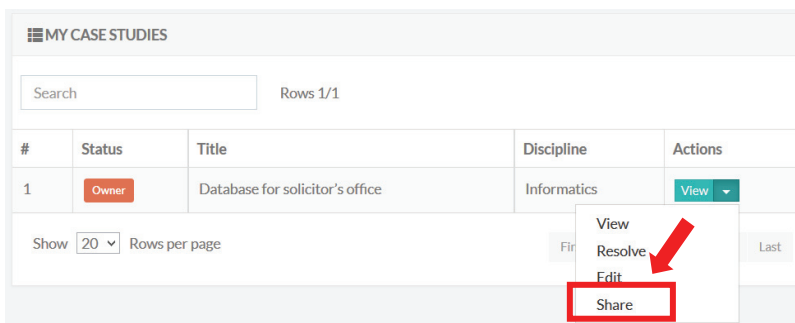 MY CASE STUDIES
Search Rows 1/1
# Status Title Discipline Actions
1 Owner Database for solicitor's office Informatics View
View
Show 20 Rows per page Last
Resolve
Edit
Share